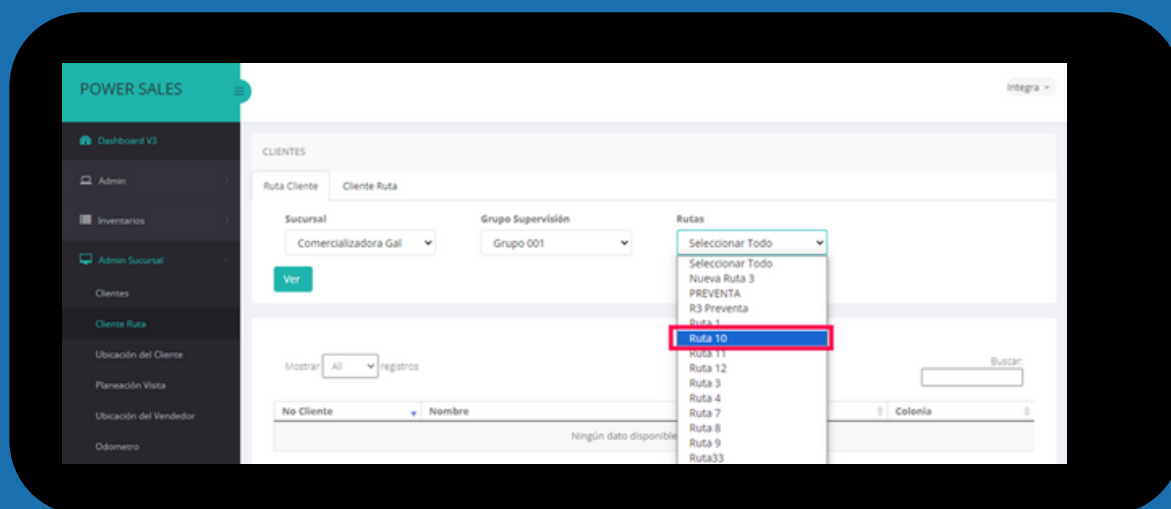 POWER SALES
Integra
Dashboard V3
Admin
Inventarios
Admin Sucursal
Clientes
Cliente Ruta
Ubicación del Cliente
Planeación Visita
Ubicación del Vendedor
Odometro
CLIENTES
Ruta Cliente Cliente Ruta
Sucursal Grupo Supervisión Rutas
Comercializadora Gal Grupo 001 Seleccionar Todo
Ver
Seleccionar Todo
Nueva Ruta 3
PREVENTA
R3 Preventa
Ruta 1
Ruta 10
Ruta 11
Ruta 12
Ruta 3
Ruta 4
Ruta 7
Ruta 8
Ruta 9
Ruta33
Mostrar All registros
Buscar:
No Cliente Nombre Colonia
Ningún dato disponible